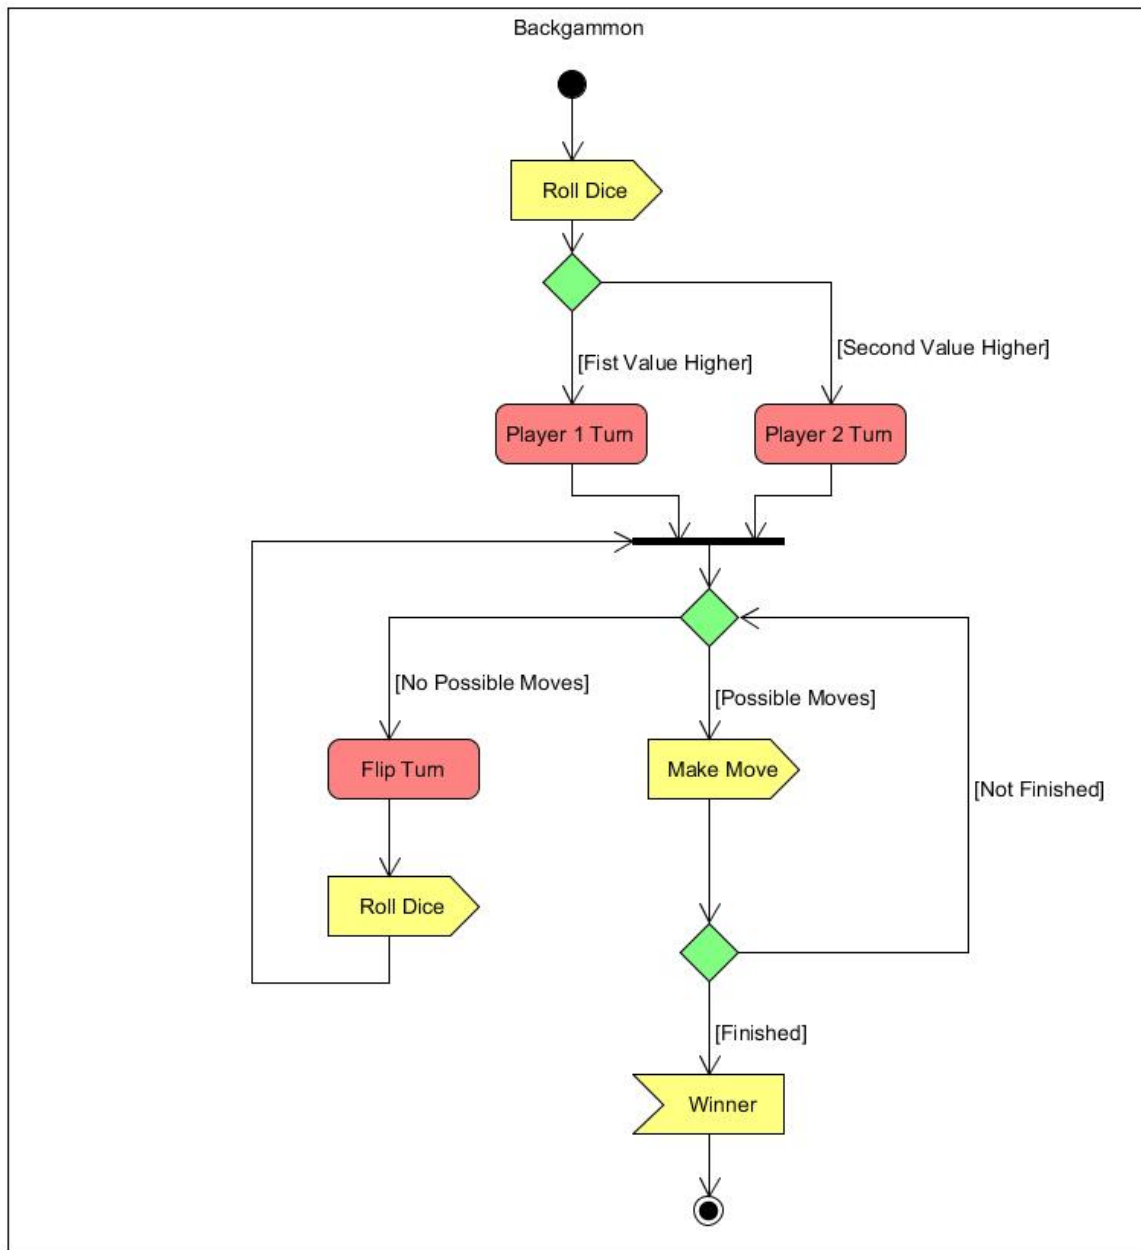 Backgammon
Roll Dice
[Fist Value Higher]
[Second Value Higher]
Player 1 Turn
Player 2 Turn
[No Possible Moves]
[Possible Moves]
Flip Turn
Make Move
[Not Finished]
Roll Dice
[Finished]
Winner